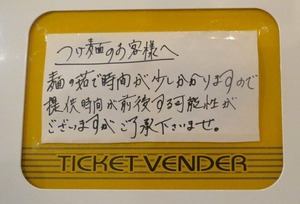 つけ麺のお客様へ
麺の茹で時間が少しかかりますので
提供時間が前後する可能性が
ございますがご了承下さいませ。
TICKET VENDER